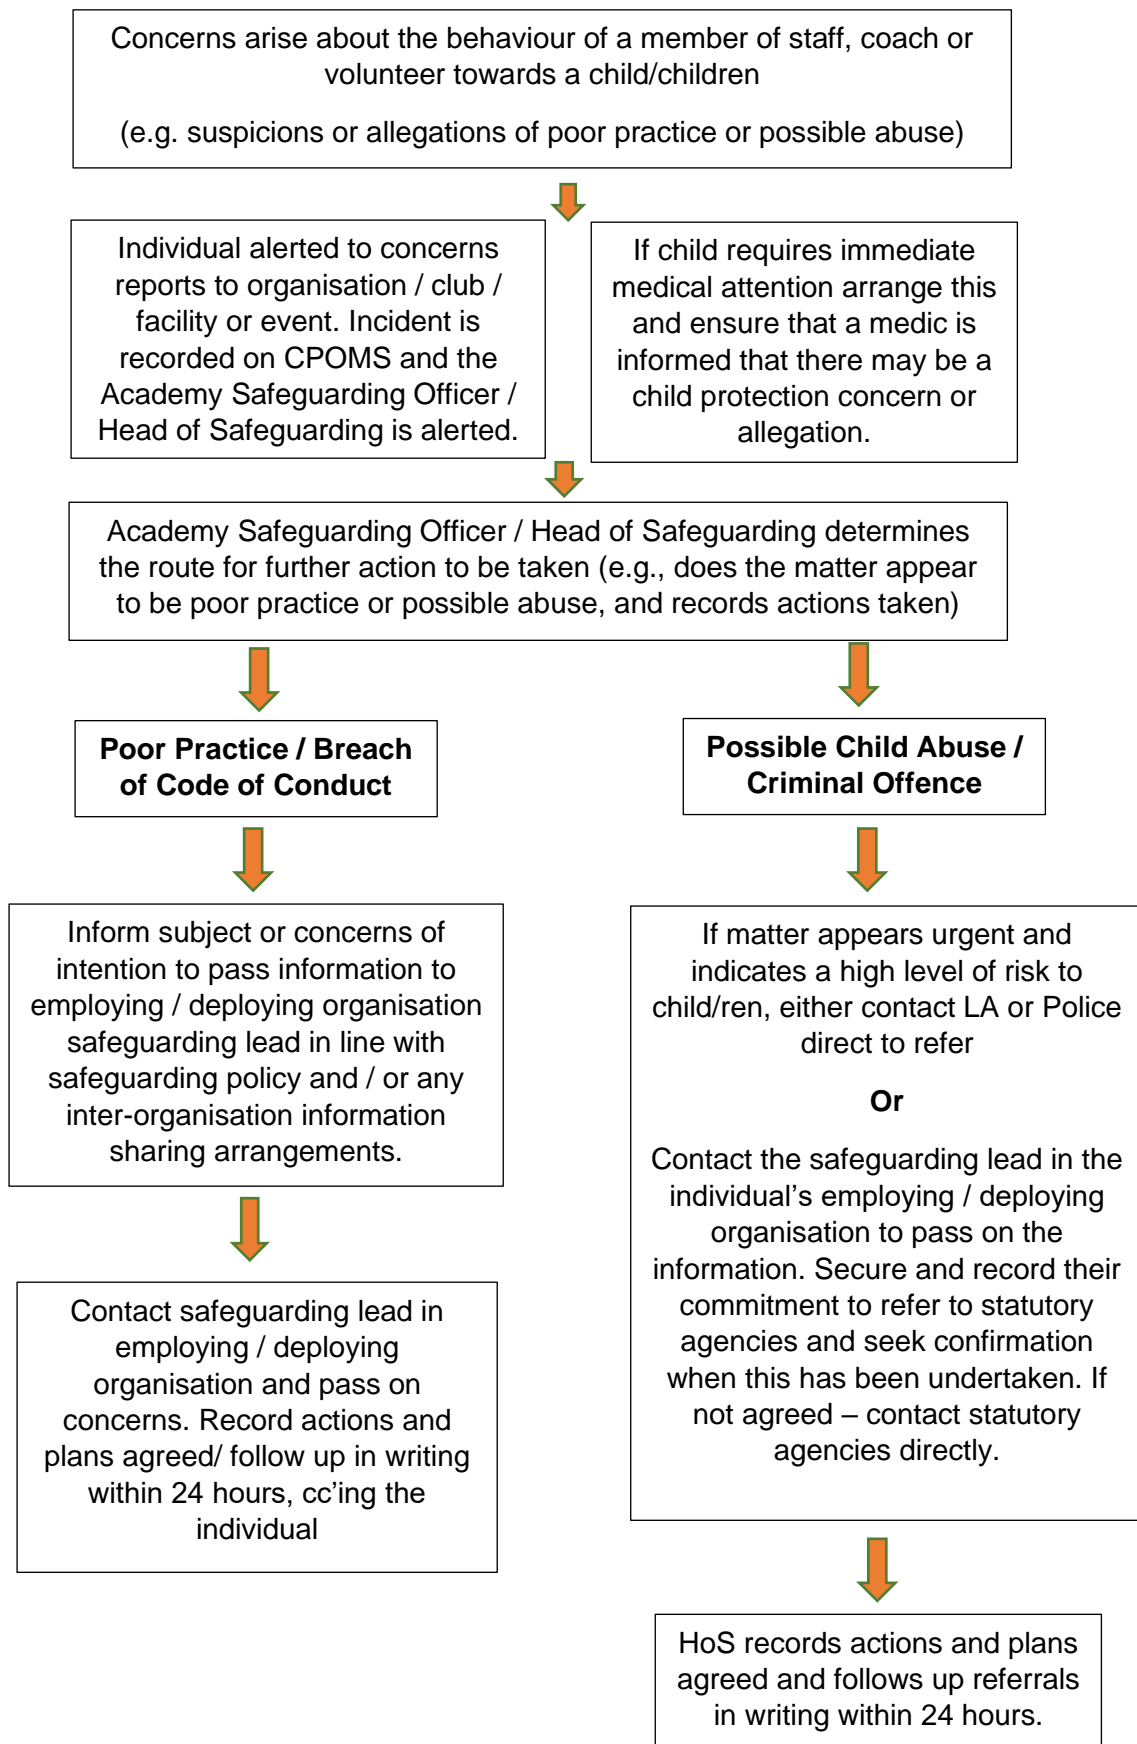 Concerns arise about the behaviour of a member of staff, coach or
volunteer towards a child/children
(e.g. suspicions or allegations of poor practice or possible abuse)
Individual alerted to concerns
reports to organisation / club /
facility or event. Incident is
recorded on CPOMS and the
Academy Safeguarding Officer /
Head of Safeguarding is alerted.
If child requires immediate
medical attention arrange this
and ensure that a medic is
informed that there may be a
child protection concern or
allegation.
Academy Safeguarding Officer / Head of Safeguarding determines
the route for further action to be taken (e.g., does the matter appear
to be poor practice or possible abuse, and records actions taken)
Poor Practice / Breach
of Code of Conduct
Possible Child Abuse /
Criminal Offence
Inform subject or concerns of
intention to pass information to
employing / deploying organisation
safeguarding lead in line with
safeguarding policy and / or any
inter-organisation information
sharing arrangements.
Contact safeguarding lead in
employing / deploying
organisation and pass on
concerns. Record actions and
plans agreed/ follow up in writing
within 24 hours, cc’ing the
individual
If matter appears urgent and
indicates a high level of risk to
child/ren, either contact LA or Police
direct to refer
Or
Contact the safeguarding lead in the
individual’s employing / deploying
organisation to pass on the
information. Secure and record their
commitment to refer to statutory
agencies and seek confirmation
when this has been undertaken. If
not agreed – contact statutory
agencies directly.
HoS records actions and plans
agreed and follows up referrals
in writing within 24 hours.